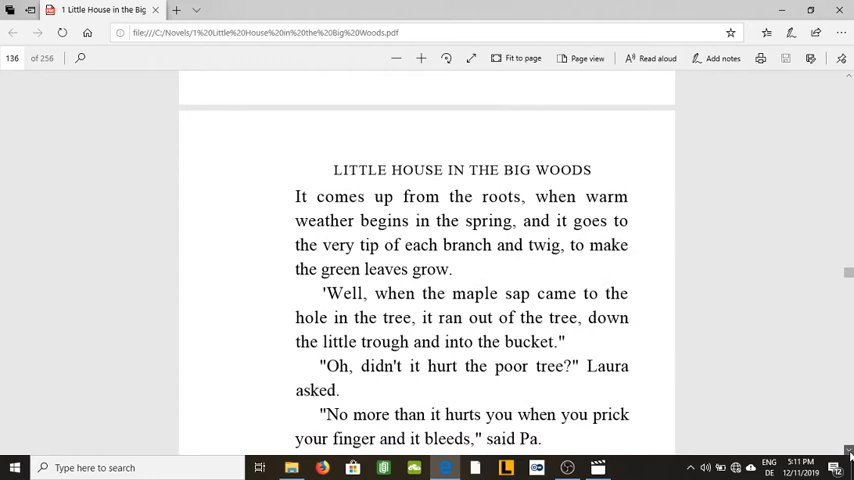 1 Little House in the Big
file:///C:/Novels/1%20Little%20House%20in%20the%20Big%20Woods.pdf
136 of 256
Fit to page
Page view
Read aloud
Add notes
LITTLE HOUSE IN THE BIG WOODS
It comes up from the roots, when warm
weather begins in the spring, and it goes to
the very tip of each branch and twig, to make
the green leaves grow.
'Well, when the maple sap came to the
hole in the tree, it ran out of the tree, down
the little trough and into the bucket."
"Oh, didn't it hurt the poor tree?" Laura
asked.
"No more than it hurts you when you prick
your finger and it bleeds," said Pa.
Type here to search
ENG
DE
5:11 PM
12/11/2019
12